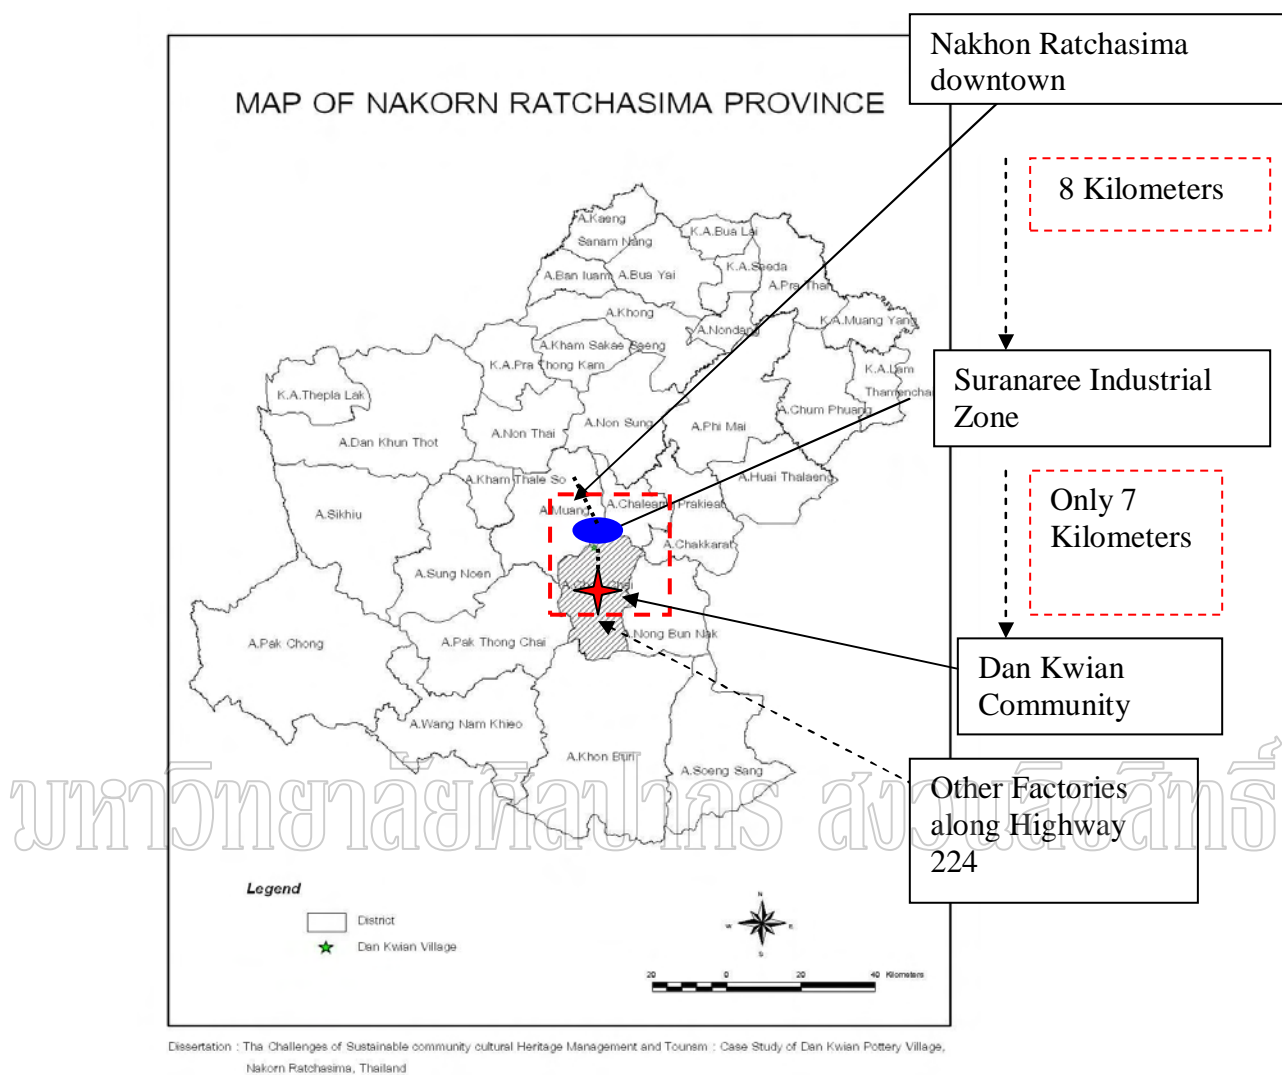 Nakhon Ratchasima
downtown
MAP OF NAKORN RATCHASIMA PROVINCE
8 Kilometers
A.Kaeng
Sanam Nang
K.A.Bua Lai
K.A.Seeda
A.Ban luam
A.Bua Yai
A.Pra Thai
A.Khong
K.A.Muang Yang
A.Nondang
A.Kham Sakae Saeng
K.A.Pra Thong Kam
K.A.Lam
Thamenchai
K.A.Thepla Lak
Suranaree Industrial
Zone
A.Chum Phuang
A.Non Sung
A.Phi Mai
A.Non Thai
A.Dan Khun Thot
A.Kham Thale So
A.Huai Thalaeng
A.Chalearm Prakieat
A.Muang
A.Sikhiu
Only 7
Kilometers
A.Chakkarat
A.Sung Noen
A.Chok Chai
A.Nong Bun Nak
A.Pak Chong
A.Pak Thong Chai
Dan Kwian
Community
A.Wang Nam Khieo
A.Khon Buri
A.Soeng Sang
มหาวิทยาลัยศิลปากร สงวนลิขสิทธิ์
Other Factories
along Highway
224
Legend
District
Dan Kwian Village
N
W E
S
20 0 20 40 Kilometers
Dissertation : The Challenges of Sustainable community cultural Heritage Management and Tourism : Case Study of Dan Kwian Pottery Village,
Nakorn Ratchasima, Thailand